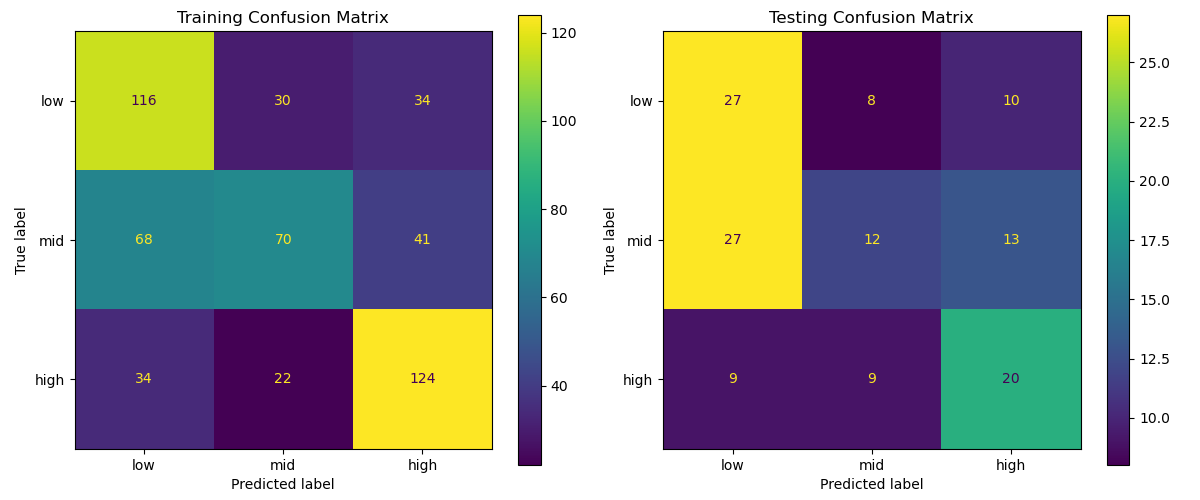 Training Confusion Matrix
low 116 30 34
mid 68 70 41
high 34 22 124
low mid high
Predicted label
True label
120
100
80
60
40
Testing Confusion Matrix
low 27 8 10
mid 27 12 13
high 9 9 20
low mid high
Predicted label
True label
25.0
22.5
20.0
17.5
15.0
12.5
10.0